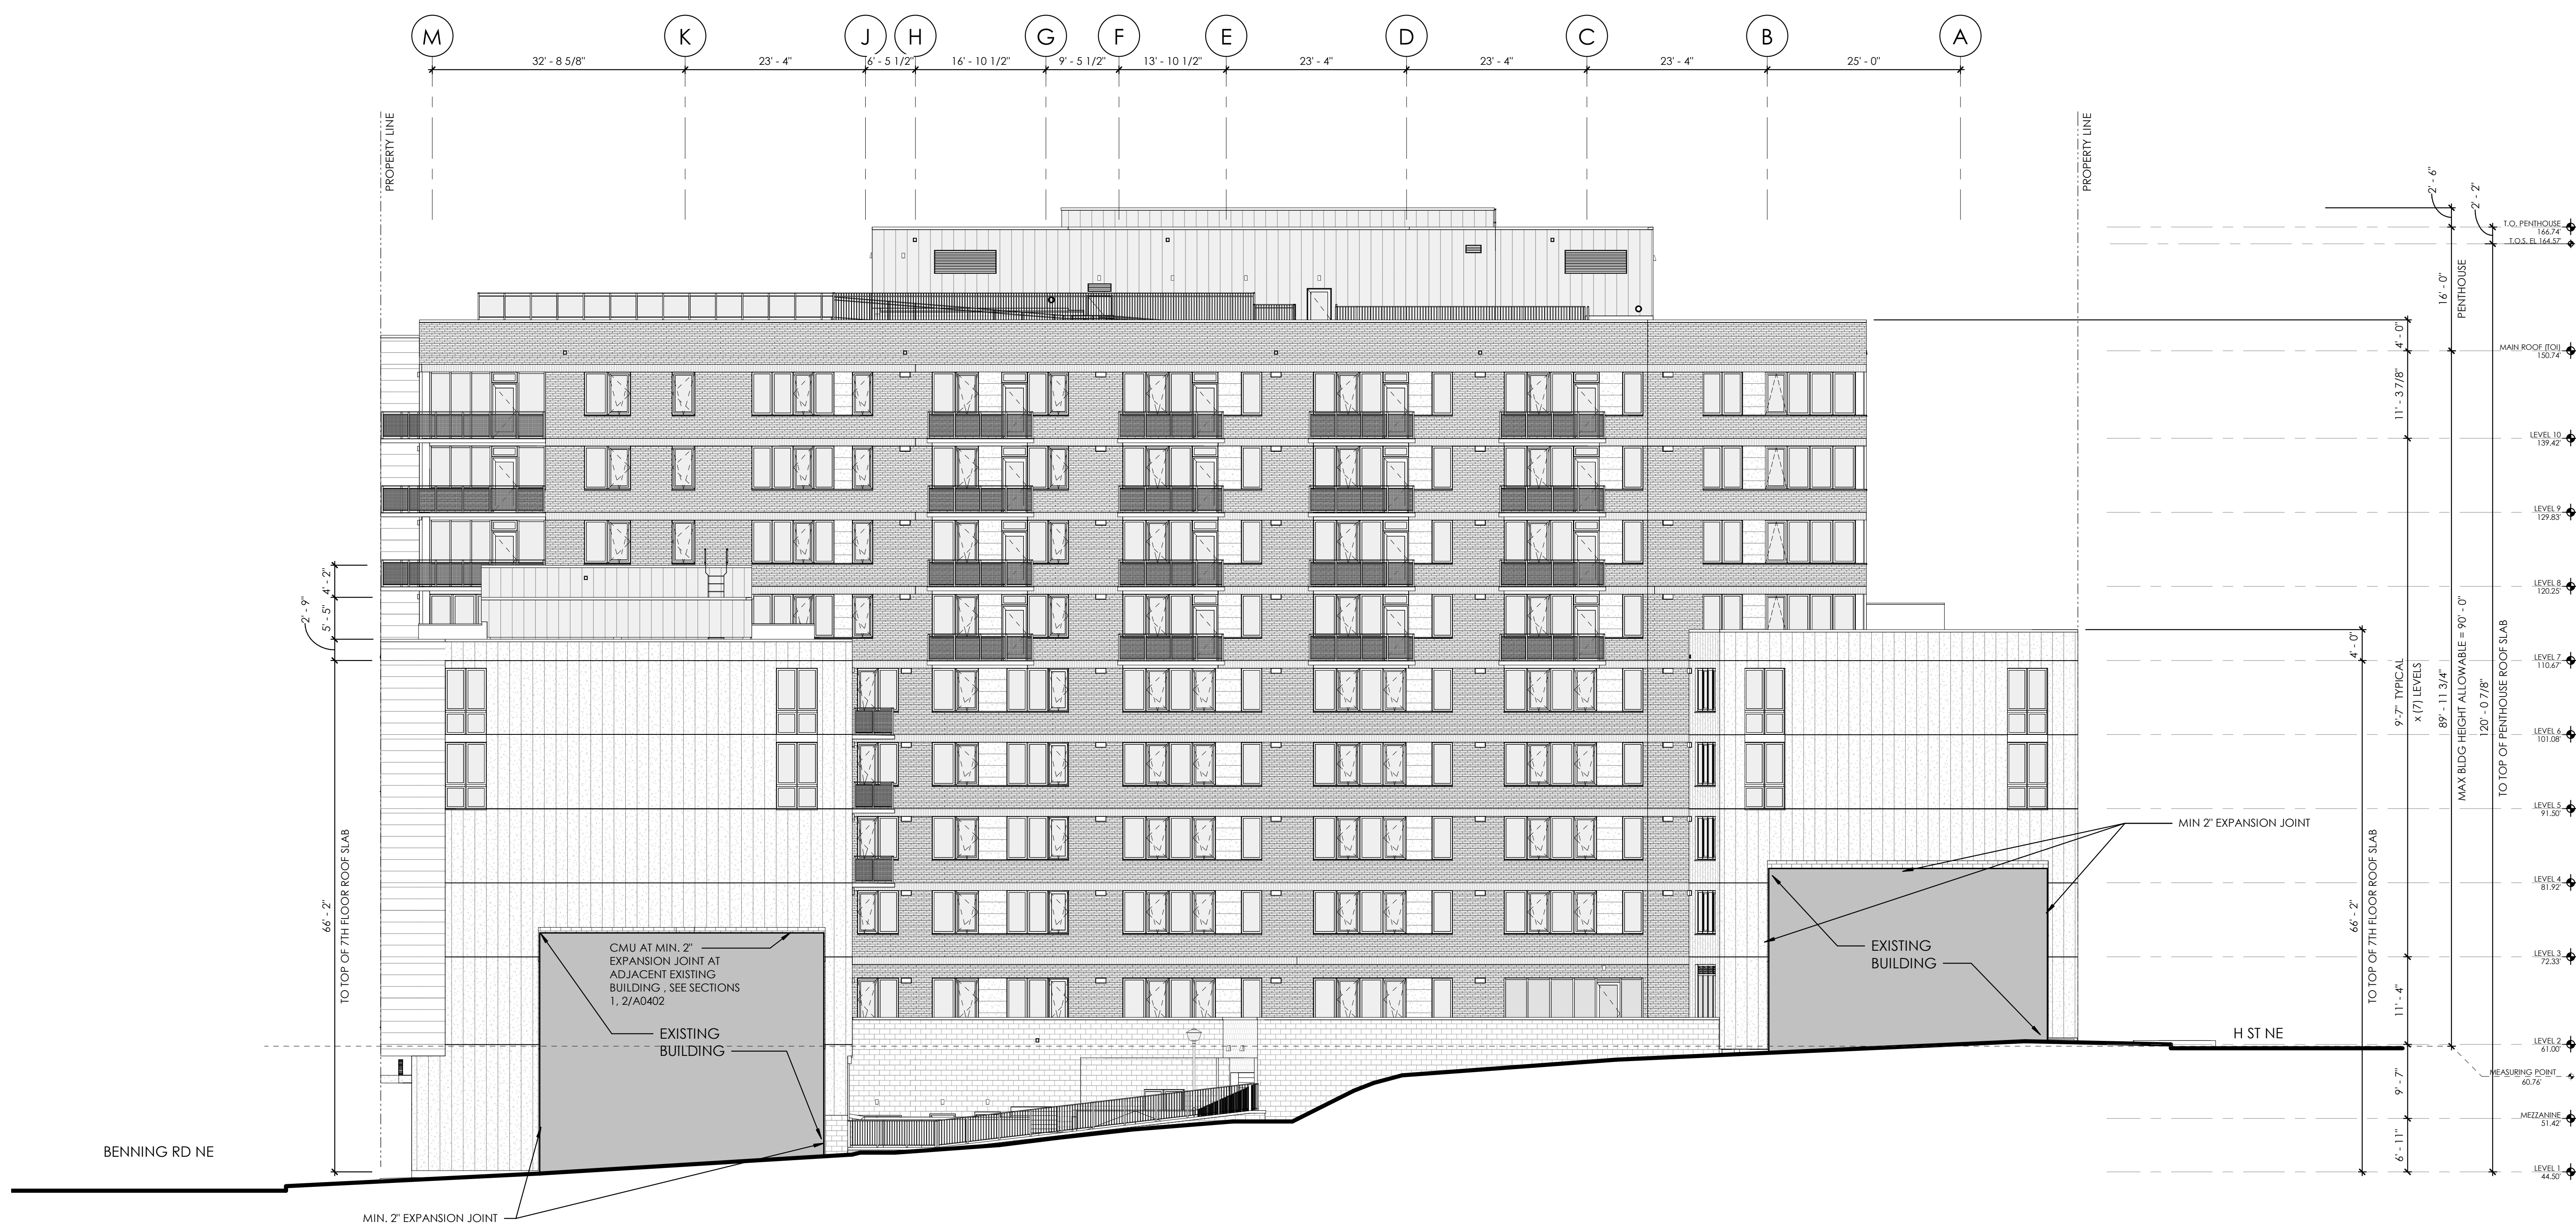 M K J H G F E D C B A
32' - 8 5/8" 23' - 4" 6' - 5 1/2" 16' - 10 1/2" 9' - 5 1/2" 13' - 10 1/2" 23' - 4" 23' - 4" 23' - 4" 25' - 0"
PROPERTY LINE
PROPERTY LINE
2' - 6"
2' - 2"
T.O. PENTHOUSE
166.74'
T.O.S. EL 164.57'
16' - 0"
PENTHOUSE
4' - 0"
MAIN ROOF (TOI)
150.74'
11' - 3 7/8"
LEVEL 10
139.42'
LEVEL 9
129.83'
LEVEL 8
120.25'
4' - 2"
5' - 5"
2' - 9"
LEVEL 7
110.67'
4' - 0"
9'-7" TYPICAL
x (7) LEVELS
89' - 11 3/4"
MAX BLDG HEIGHT ALLOWABLE = 90' - 0"
120' - 0 7/8"
TO TOP OF PENTHOUSE ROOF SLAB
LEVEL 6
101.08'
LEVEL 5
91.50'
MIN 2" EXPANSION JOINT
LEVEL 4
81.92'
66' - 2"
TO TOP OF 7TH FLOOR ROOF SLAB
66' - 2"
TO TOP OF 7TH FLOOR ROOF SLAB
CMU AT MIN. 2"
EXPANSION JOINT AT
ADJACENT EXISTING
BUILDING , SEE SECTIONS
1, 2/A0402
EXISTING
BUILDING
EXISTING
BUILDING
LEVEL 3
72.33'
11' - 4"
H ST NE
LEVEL 2
61.00'
MEASURING POINT
60.76'
9' - 7"
MEZZANINE
51.42'
6' - 11"
BENNING RD NE
LEVEL 1
44.50'
MIN. 2" EXPANSION JOINT